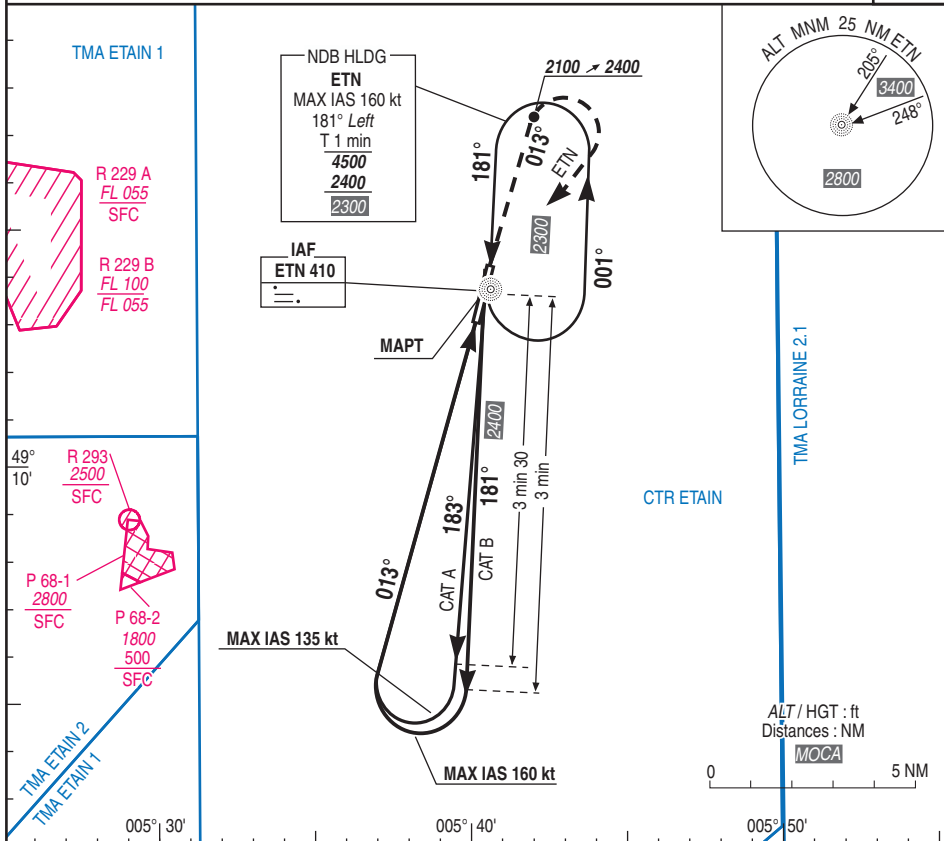 TMA ETAIN 1
NDB HLDG
ETN
MAX IAS 160 kt
181° Left
T 1 min
4500
2400
2300
2100 ➚ 2400
ALT MNM 25 NM ETN
205°
3400
248°
2800
181°
013°
ETN
2300
001°
R 229 A
FL 055
SFC
R 229 B
FL 100
FL 055
IAF
ETN 410
MAPT
TMA LORRAINE 2.1
49°
10'
R 293
2500
SFC
2400
3 min 30
3 min
CTR ETAIN
183°
181°
013°
CAT A
CAT B
P 68-1
2800
SFC
P 68-2
1800
500
SFC
MAX IAS 135 kt
MAX IAS 160 kt
TMA ETAIN 2
TMA ETAIN 1
ALT / HGT : ft
Distances : NM
MOCA
0 5 NM
005° 30'
005° 40'
005° 50'